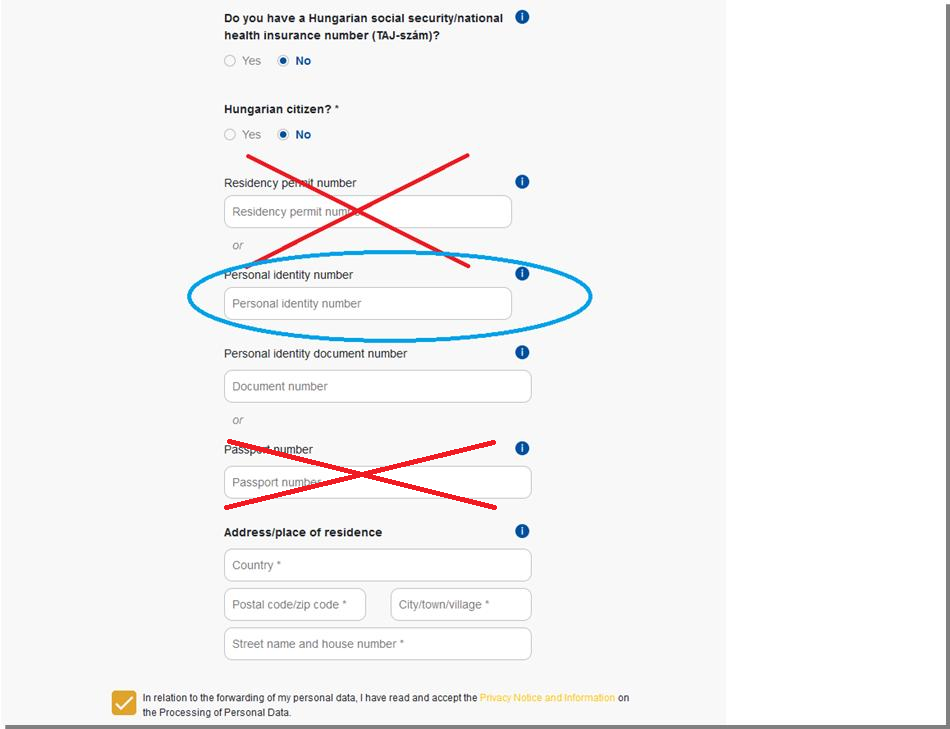 Do you have a Hungarian social security/national
health insurance number (TAJ-szám)?
Yes No
Hungarian citizen? *
Yes No
Residency permit number
Residency permit number
or
Personal identity number
Personal identity number
Personal identity document number
Document number
or
Passport number
Passport number
Address/place of residence
Country *
Postal code/zip code * City/town/village *
Street name and house number *
In relation to the forwarding of my personal data, I have read and accept the Privacy Notice and Information on
the Processing of Personal Data.